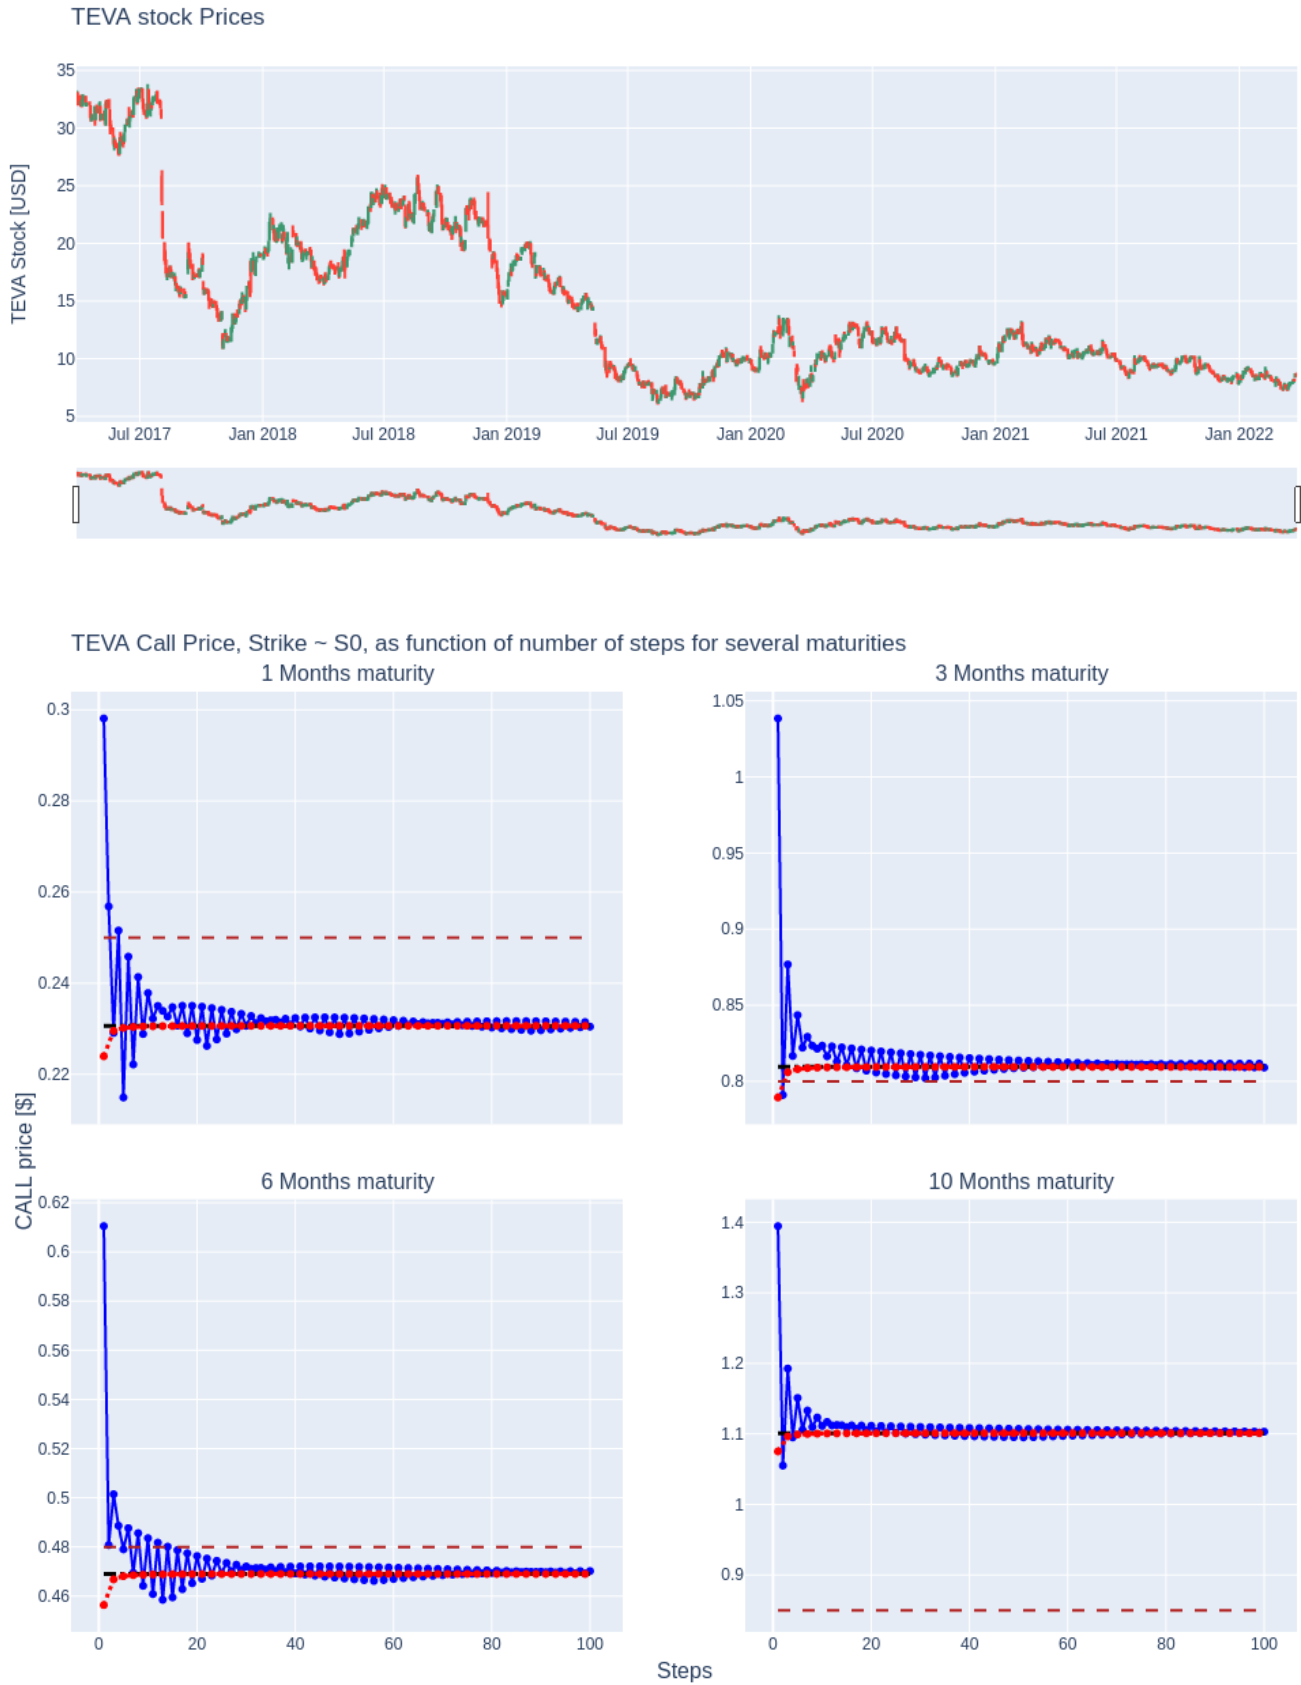 TEVA stock Prices
35
30
25
20
15
10
5
TEVA Stock [USD]
Jul 2017 Jan 2018 Jul 2018 Jan 2019 Jul 2019 Jan 2020 Jul 2020 Jan 2021 Jul 2021 Jan 2022
TEVA Call Price, Strike ~ S0, as function of number of steps for several maturities
1 Months maturity
0.3
0.28
0.26
0.24
0.22
3 Months maturity
1.05
1
0.95
0.9
0.85
0.8
CALL price [$]
6 Months maturity
0.62
0.6
0.58
0.56
0.54
0.52
0.5
0.48
0.46
0 20 40 60 80 100
10 Months maturity
1.4
1.3
1.2
1.1
1
0.9
0 20 40 60 80 100
Steps